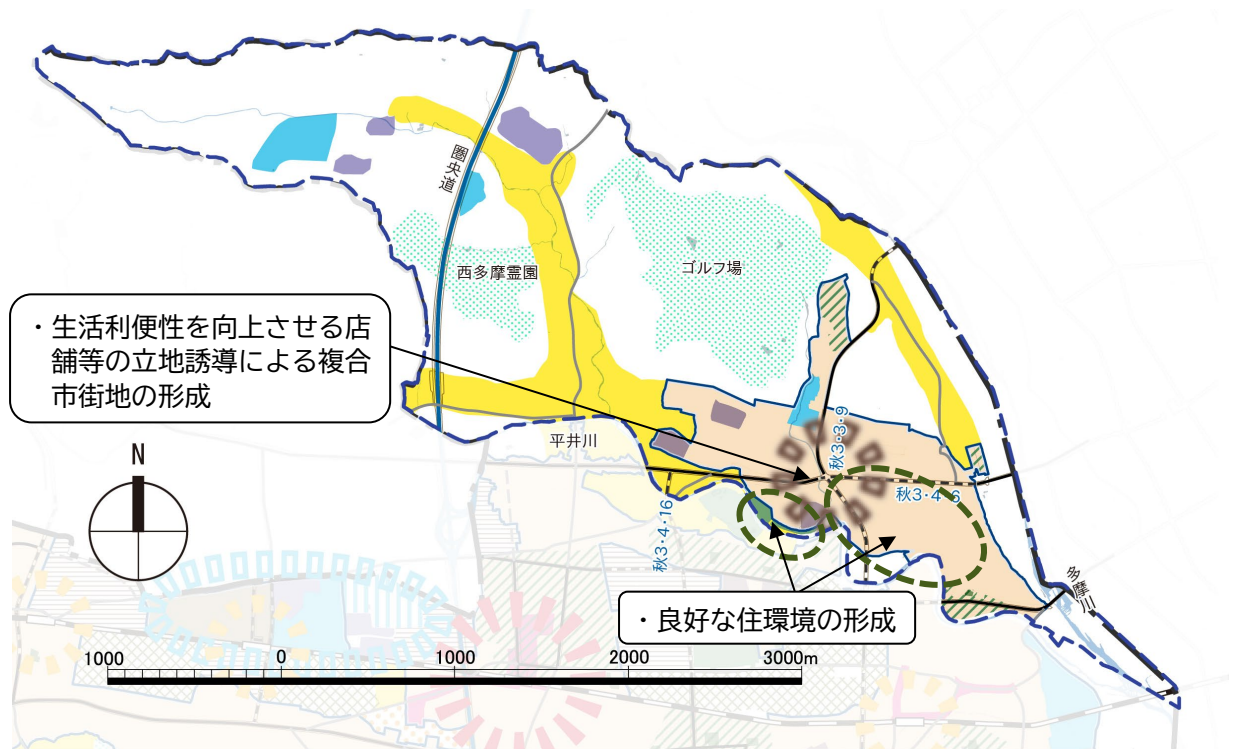 圏央道
西多摩霊園
ゴルフ場
・生活利便性を向上させる店
舗等の立地誘導による複合
市街地の形成
平井川
秋3・3・9
秋3・4・6
秋3・4・16
N
多摩川
・良好な住環境の形成
1000
0
1000
2000
3000m